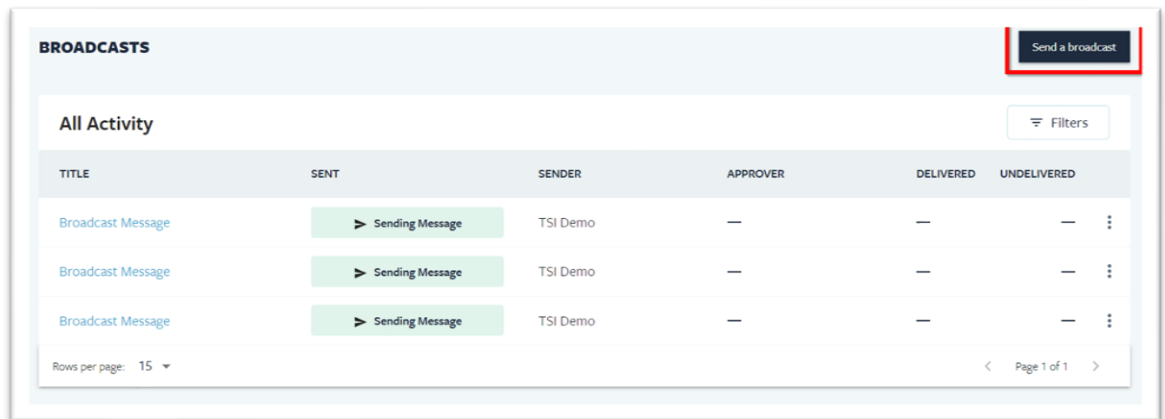 BROADCASTS
Send a broadcast
All Activity
Filters
TITLE SENT SENDER APPROVER DELIVERED UNDELIVERED
Broadcast Message Sending Message TSI Demo — — —
Broadcast Message Sending Message TSI Demo — — —
Broadcast Message Sending Message TSI Demo — — —
Rows per page: 15 Page 1 of 1